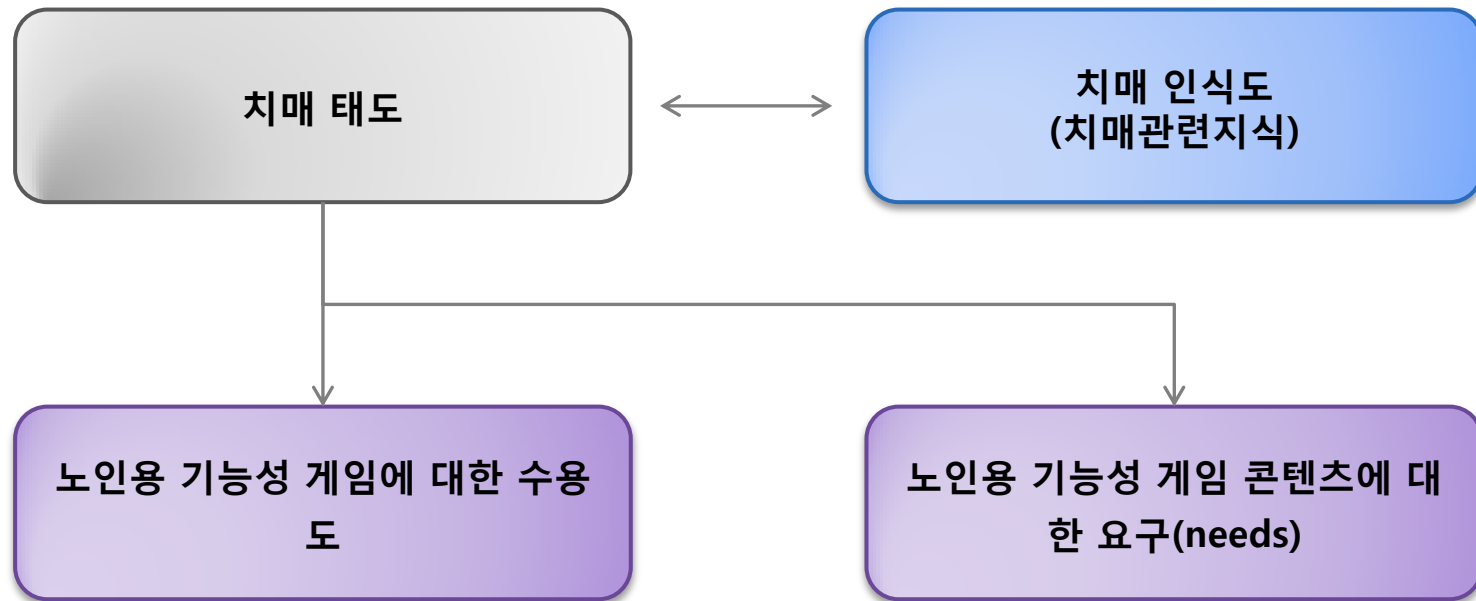 치매 태도
치매 인식도
(치매관련지식)
노인용 기능성 게임에 대한 수용
도
노인용 기능성 게임 콘텐츠에 대
한 요구(needs)